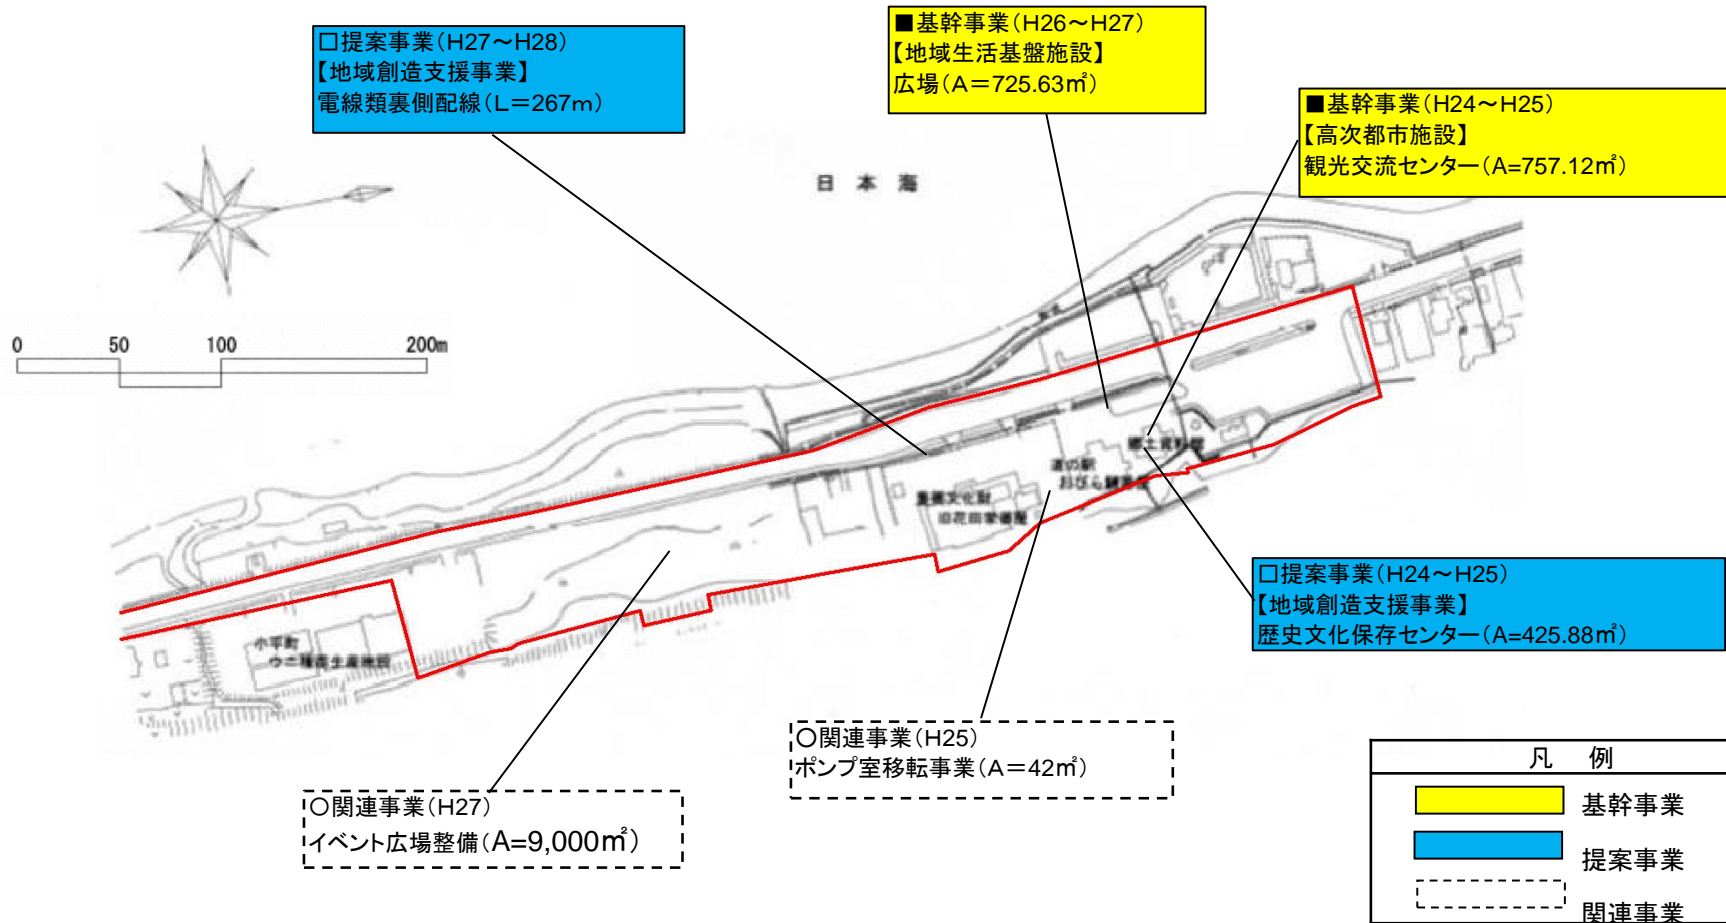 □提案事業(H27～H28)
【地域創造支援事業】
電線類裏側配線(L=267m)
■基幹事業(H26～H27)
【地域生活基盤施設】
広場(A=725.63㎡)
■基幹事業(H24～H25)
【高次都市施設】
観光交流センター(A=757.12㎡)
日 本 海
0 50 100 200m
郷土資料館
道の駅
おびら鰊番屋
重要文化財
旧花田家番屋
小平町
ウニ種苗生産施設
□提案事業(H24～H25)
【地域創造支援事業】
歴史文化保存センター(A=425.88㎡)
○関連事業(H25)
ポンプ室移転事業(A=42㎡)
○関連事業(H27)
イベント広場整備(A=9,000㎡)
凡 例
基幹事業
提案事業
関連事業